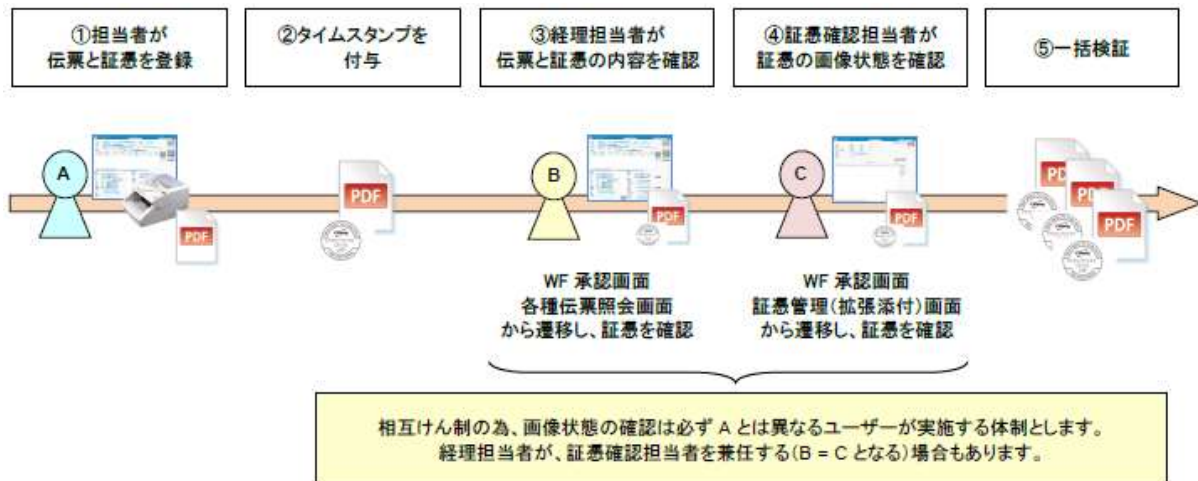 ①担当者が
伝票と証憑を登録
②タイムスタンプを
付与
③経理担当者が
伝票と証憑の内容を確認
④証憑確認担当者が
証憑の画像状態を確認
⑤一括検証
A
B
C
PDF
PDF
PDF
PDF
PDF
PDF
PDF
WF 承認画面
各種伝票照会画面
から遷移し、証憑を確認
WF 承認画面
証憑管理(拡張添付)画面
から遷移し、証憑を確認
相互けん制の為、画像状態の確認は必ず A とは異なるユーザーが実施する体制とします。
経理担当者が、証憑確認担当者を兼任する(B = C となる)場合もあります。